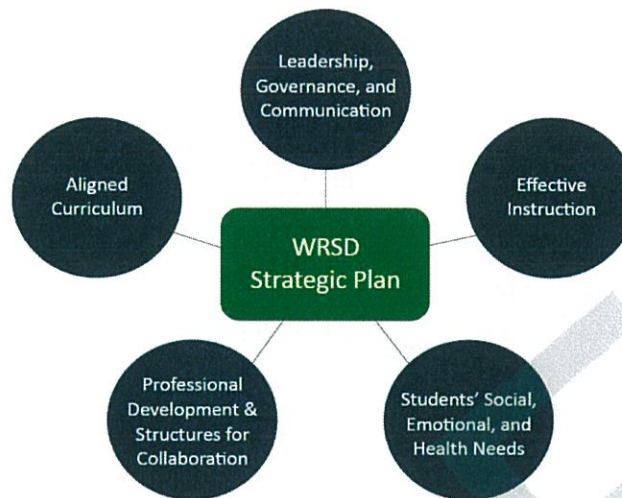 Leadership,
Governance, and
Communication
Aligned
Curriculum
Effective
Instruction
WRSD
Strategic Plan
Professional
Development &
Structures for
Collaboration
Students' Social,
Emotional, and
Health Needs